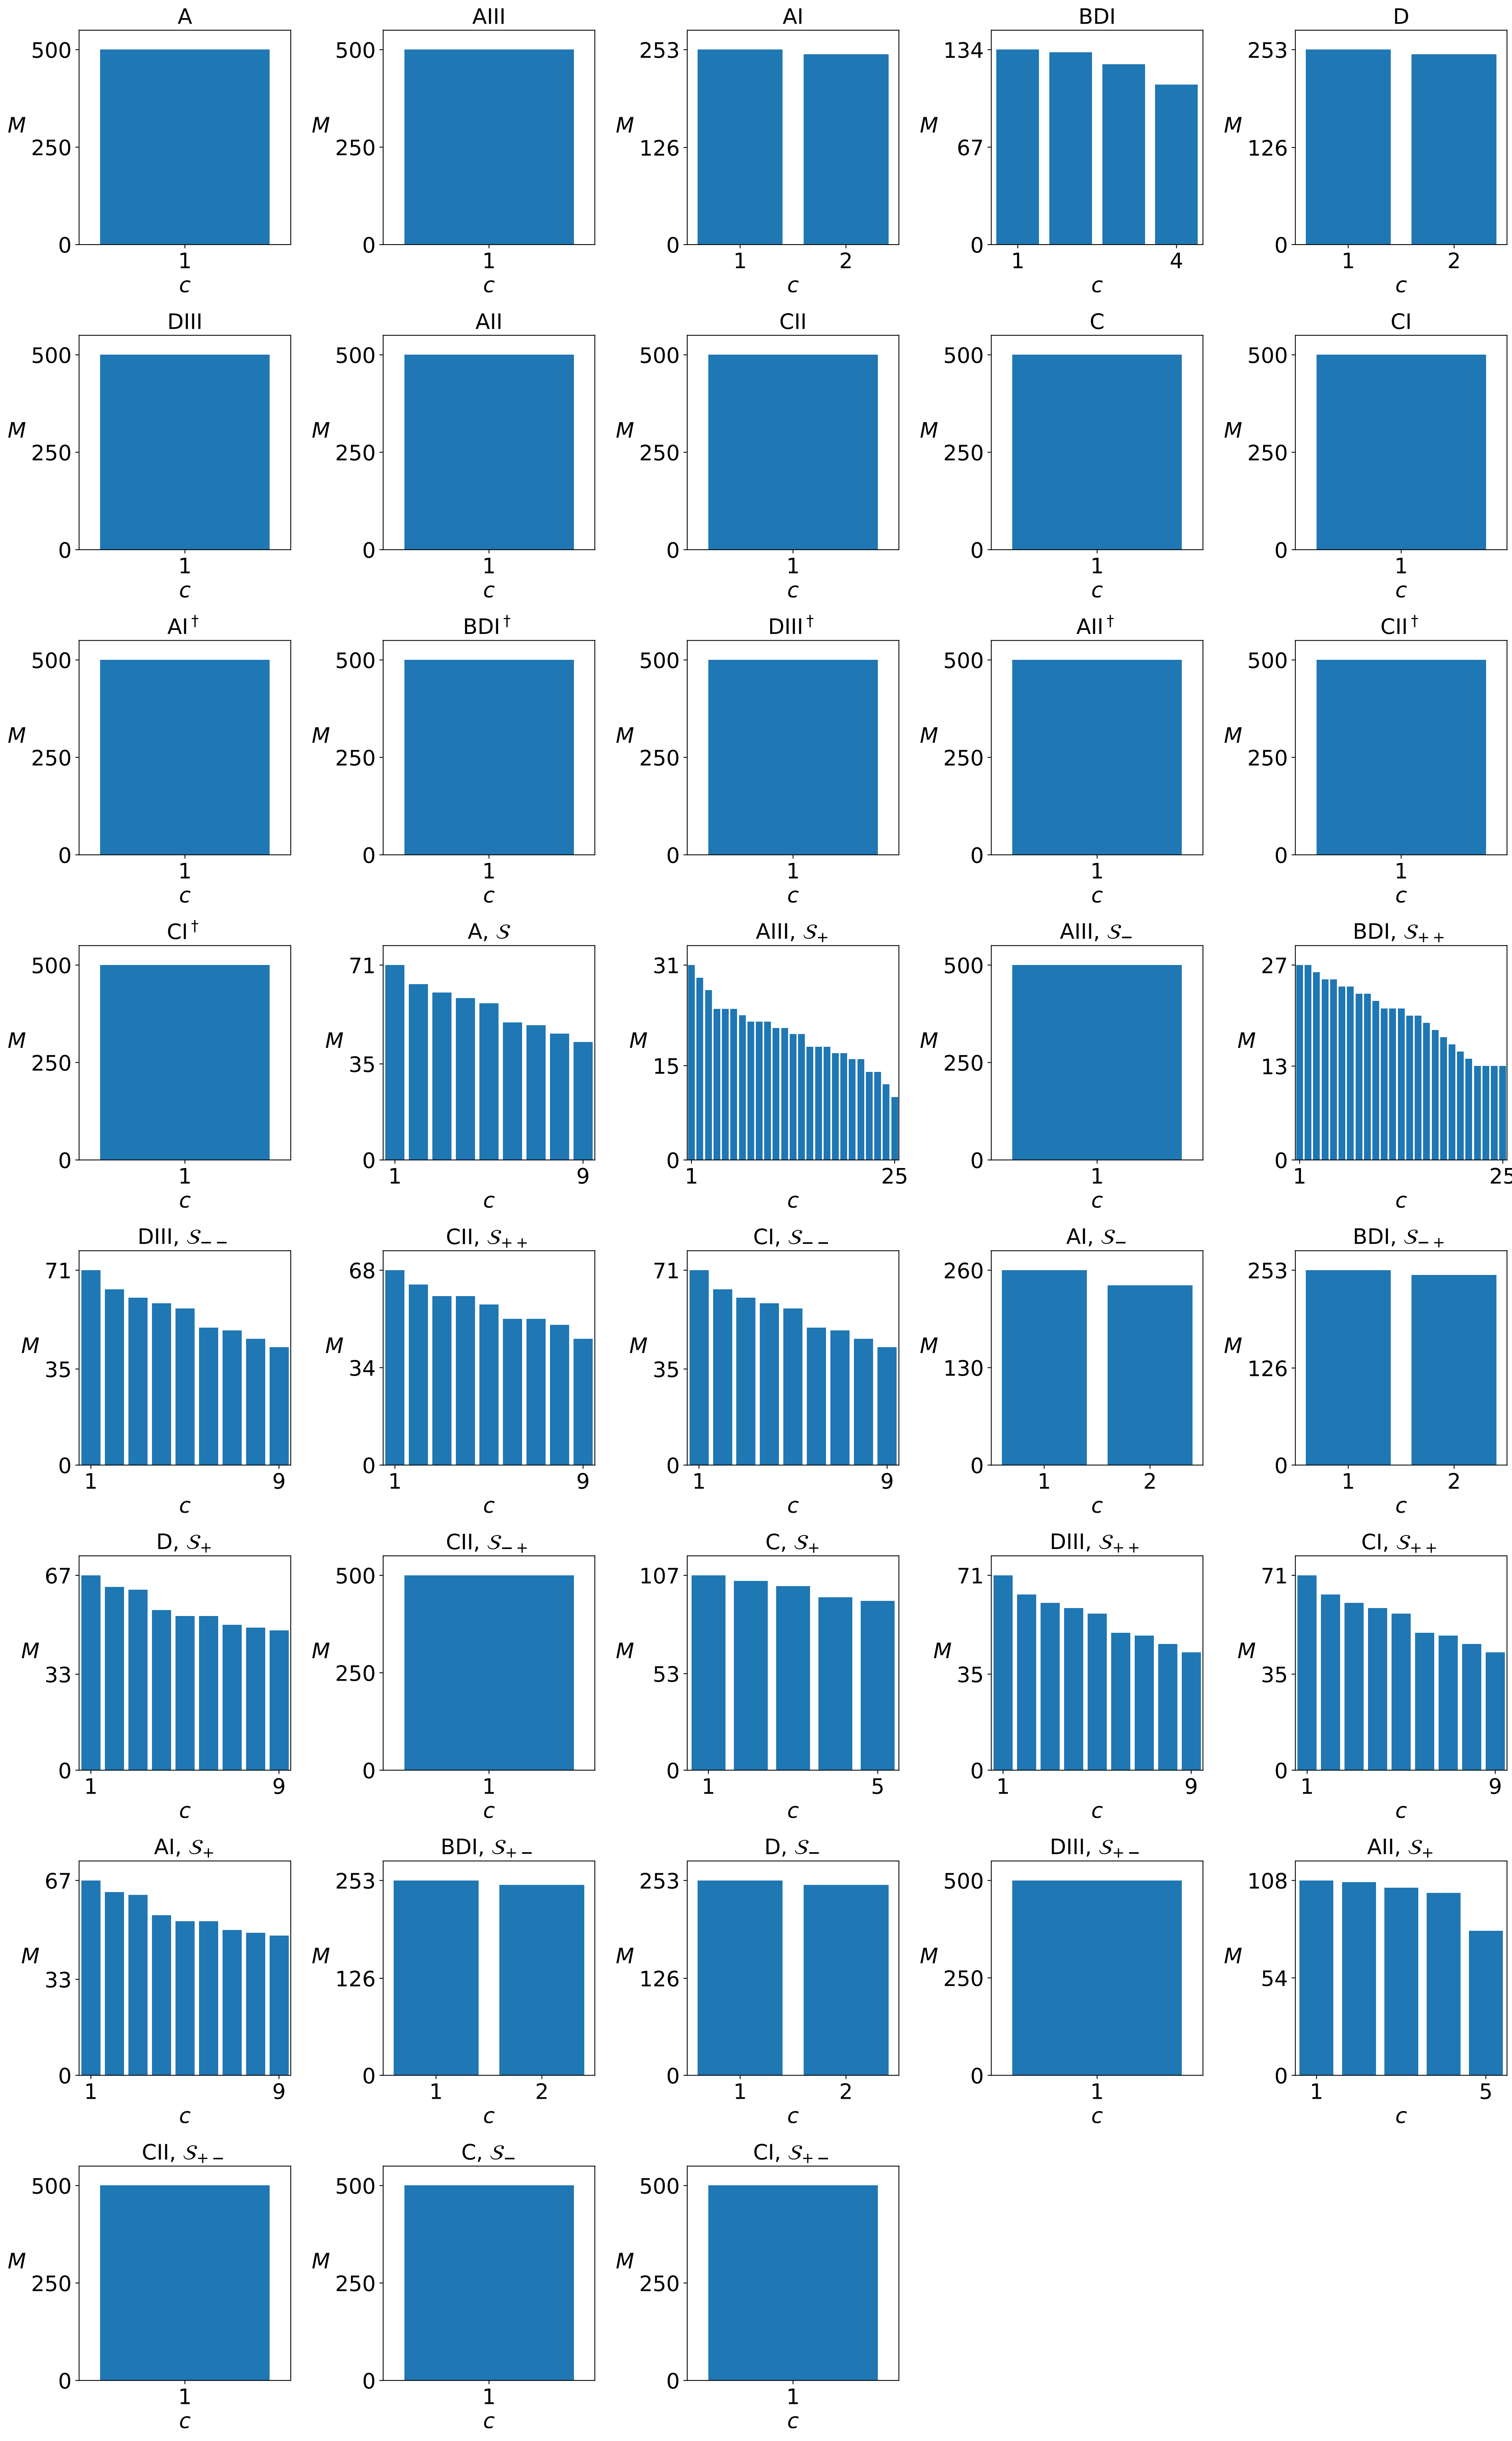 A AIII AI BDI D
M 500 250 0 1 c
M 500 250 0 1 c
M 253 126 0 1 2 c
M 134 67 0 1 4 c
M 253 126 0 1 2 c
DIII AII CII C CI
M 500 250 0 1 c
M 500 250 0 1 c
M 500 250 0 1 c
M 500 250 0 1 c
M 500 250 0 1 c
AI† BDI† DIII† AII† CII†
M 500 250 0 1 c
M 500 250 0 1 c
M 500 250 0 1 c
M 500 250 0 1 c
M 500 250 0 1 c
CI† A, 𝒮 AIII, 𝒮₊ AIII, 𝒮₋ BDI, 𝒮₊₊
M 500 250 0 1 c
M 71 35 0 1 9 c
M 31 15 0 1 25 c
M 500 250 0 1 c
M 27 13 0 1 25 c
DIII, 𝒮₋₋ CII, 𝒮₊₊ CI, 𝒮₋₋ AI, 𝒮₋ BDI, 𝒮₋₊
M 71 35 0 1 9 c
M 68 34 0 1 9 c
M 71 35 0 1 9 c
M 260 130 0 1 2 c
M 253 126 0 1 2 c
D, 𝒮₊ CII, 𝒮₋₊ C, 𝒮₊ DIII, 𝒮₊₊ CI, 𝒮₊₊
M 67 33 0 1 9 c
M 500 250 0 1 c
M 107 53 0 1 5 c
M 71 35 0 1 9 c
M 71 35 0 1 9 c
AI, 𝒮₊ BDI, 𝒮₊₋ D, 𝒮₋ DIII, 𝒮₊₋ AII, 𝒮₊
M 67 33 0 1 9 c
M 253 126 0 1 2 c
M 253 126 0 1 2 c
M 500 250 0 1 c
M 108 54 0 1 5 c
CII, 𝒮₊₋ C, 𝒮₋ CI, 𝒮₊₋
M 500 250 0 1 c
M 500 250 0 1 c
M 500 250 0 1 c